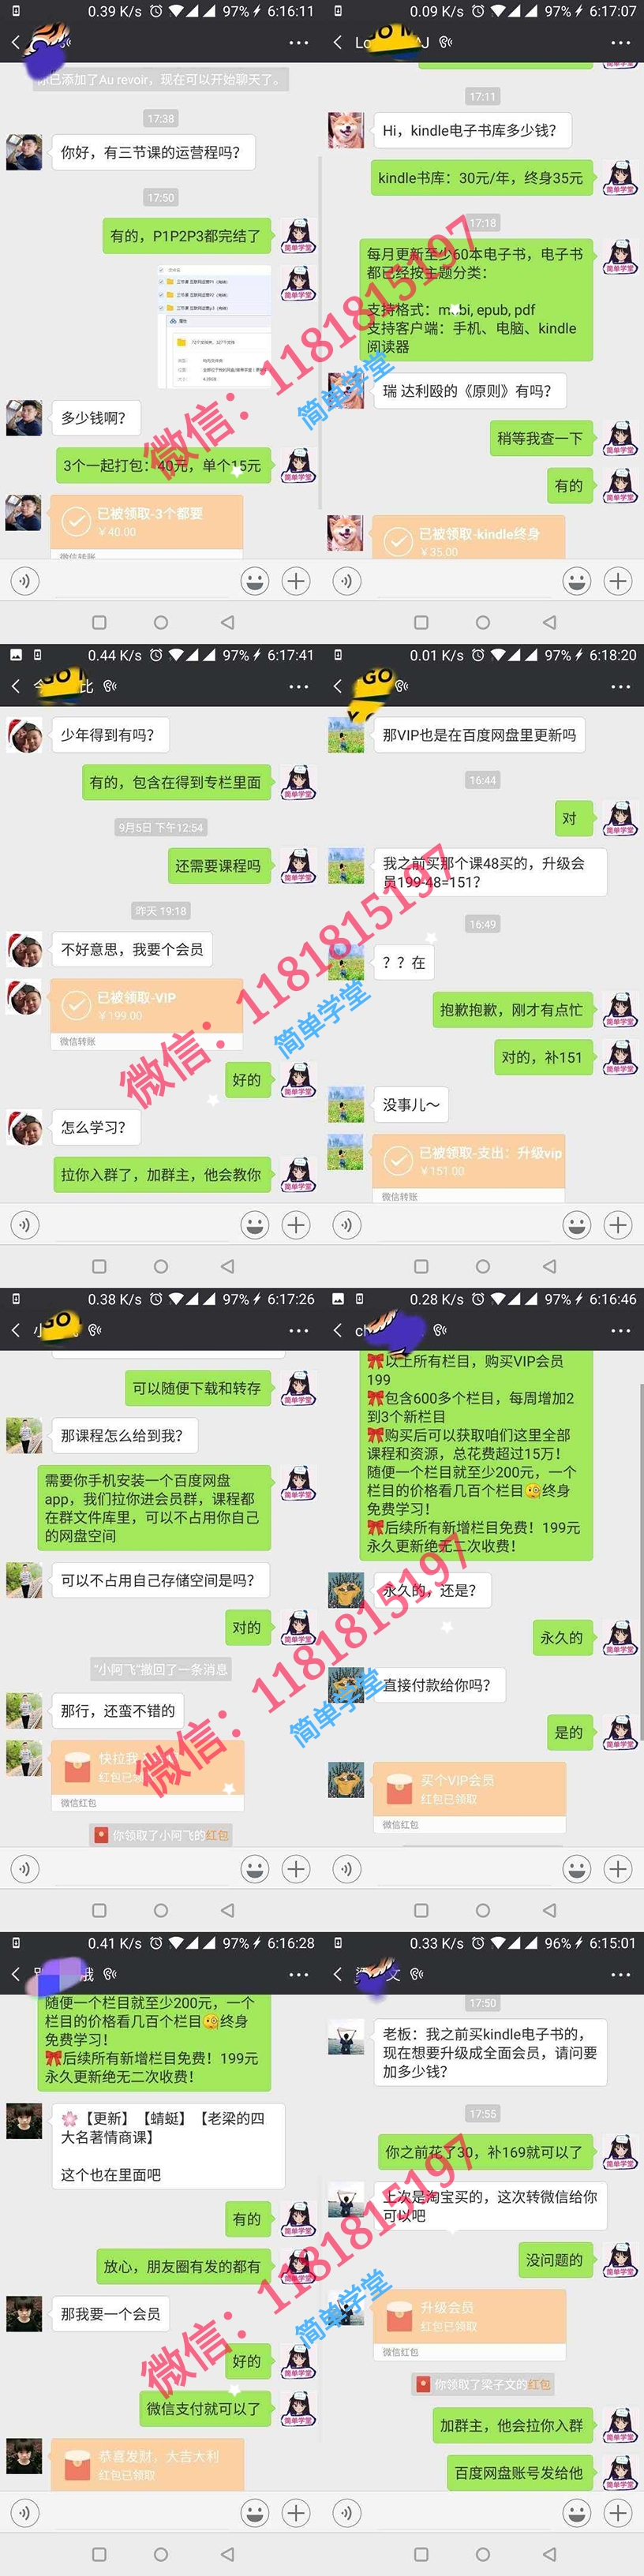 0.39 K/s 97% 6:16:11
你已添加了Au revoir，现在可以开始聊天了。
17:38
你好，有三节课的运营程吗？
17:50
有的，P1P2P3都完结了
简单学堂
多少钱啊？
3个一起打包：40元，单个15元
已被领取-3个都要
￥40.00
微信转账
0.09 K/s 97% 6:17:07
17:11
Hi，kindle电子书库多少钱？
kindle书库：30元/年，终身35元
17:18
每月更新至少60本电子书，电子书
都已经按主题分类：
支持格式：mobi, epub, pdf
支持客户端：手机、电脑、kindle
阅读器
瑞 达利殴的《原则》有吗？
稍等我查一下
有的
已被领取-kindle终身
￥35.00
微信：11818815197
简单学堂
0.44 K/s 97% 6:17:41
比
少年得到有吗？
有的，包含在得到专栏里面
9月5日 下午12:54
还需要课程吗
昨天 19:18
不好意思，我要个会员
已被领取-VIP
￥199.00
微信转账
好的
怎么学习？
拉你入群了，加群主，他会教你
0.01 K/s 97% 6:18:20
那VIP也是在百度网盘里更新吗
16:44
对
我之前买那个课48买的，升级会
员199-48=151？
16:49
？？在
抱歉抱歉，刚才有点忙
对的，补151
没事儿～
已被领取-支出：升级vip
￥151.00
微信转账
微信：11818815197
简单学堂
0.38 K/s 97% 6:17:26
小
可以随便下载和转存
那课程怎么给到我？
需要你手机安装一个百度网盘
app，我们拉你进会员群，课程都
在群文件库里，可以不占用你自己
的网盘空间
可以不占用自己存储空间是吗？
对的
“小阿飞”撤回了一条消息
那行，还蛮不错的
快拉我
红包已领取
微信红包
你领取了小阿飞的红包
0.28 K/s 97% 6:16:46
以上所有栏目，购买VIP会员
199
包含600多个栏目，每周增加2
到3个新栏目
购买后可以获取咱们这里全部
课程和资源，总花费超过15万！
随便一个栏目就至少200元，一个
栏目的价格看几百个栏目终身
免费学习！
后续所有新增栏目免费！199元
永久更新绝无二次收费！
永久的，还是？
永久的
直接付款给你吗？
是的
买个VIP会员
红包已领取
微信红包
微信：11818815197
简单学堂
0.41 K/s 97% 6:16:28
随便一个栏目就至少200元，一个
栏目的价格看几百个栏目终身
免费学习！
后续所有新增栏目免费！199元
永久更新绝无二次收费！
【更新】【蜻蜓】【老梁的四
大名著情商课】
这个也在里面吧
有的
放心，朋友圈有发的都有
那我要一个会员
好的
微信支付就可以了
恭喜发财，大吉大利
红包已领取
0.33 K/s 96% 6:15:01
文
17:50
老板：我之前买kindle电子书的，
现在想要升级成全面会员，请问要
加多少钱？
17:55
你之前花了30，补169就可以了
上次是淘宝买的，这次转微信给你
可以吧
没问题的
升级会员
红包已领取
微信红包
你领取了梁子文的红包
加群主，他会拉你入群
百度网盘账号发给他
微信：11818815197
简单学堂